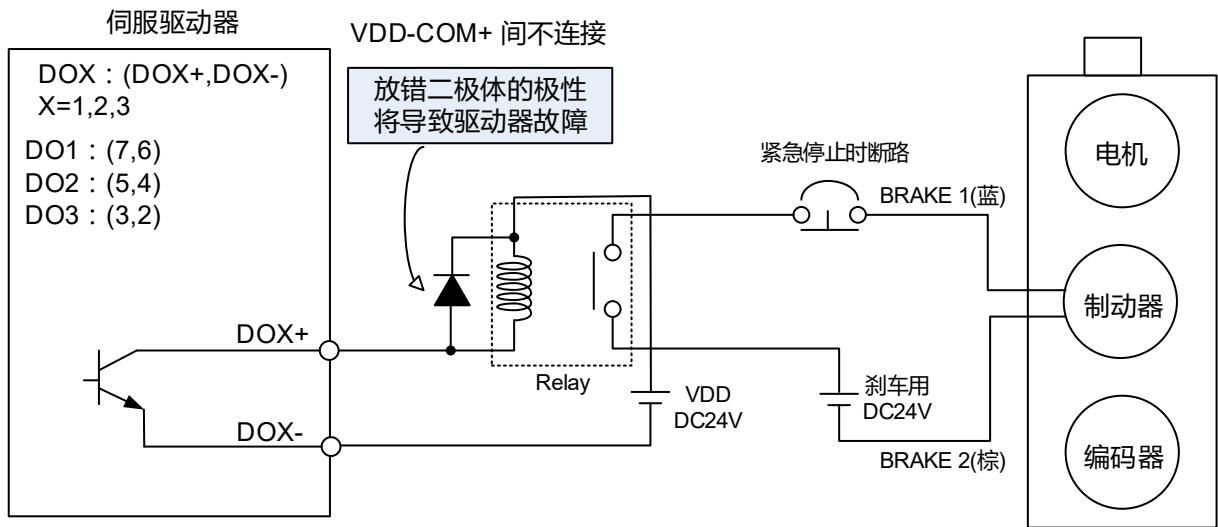 伺服驱动器
VDD-COM+ 间不连接
DOX：(DOX+,DOX-)
X=1,2,3
DO1：(7,6)
DO2：(5,4)
DO3：(3,2)
放错二极体的极性
将导致驱动器故障
紧急停止时断路
BRAKE 1(蓝)
电机
制动器
编码器
DOX+
DOX-
Relay
VDD
DC24V
刹车用
DC24V
BRAKE 2(棕)